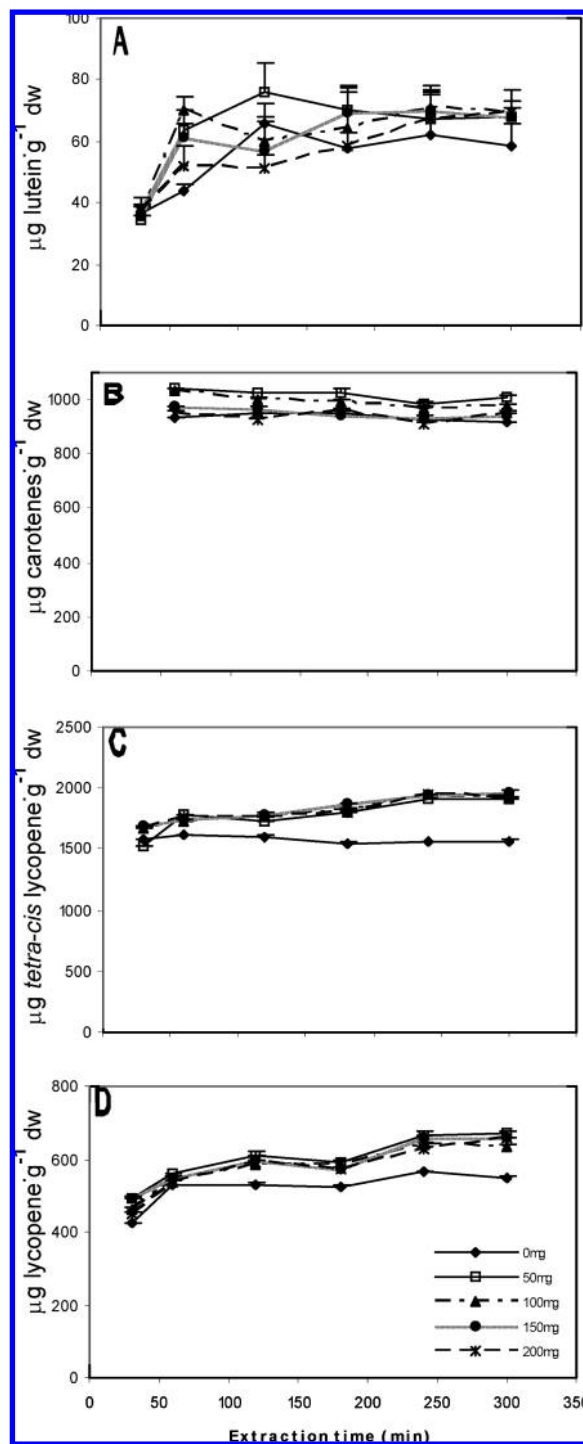 A
100
80
60
40
20
0
µg lutein·g⁻¹ dw
B
1000
800
600
400
200
0
µg carotenes·g⁻¹ dw
C
2500
2000
1500
1000
500
0
µg tetra-cis lycopene·g⁻¹ dw
D
800
600
400
200
0
µg lycopene·g⁻¹ dw
0mg
50mg
100mg
150mg
200mg
0 50 100 150 200 250 300 350
Extraction time (min)